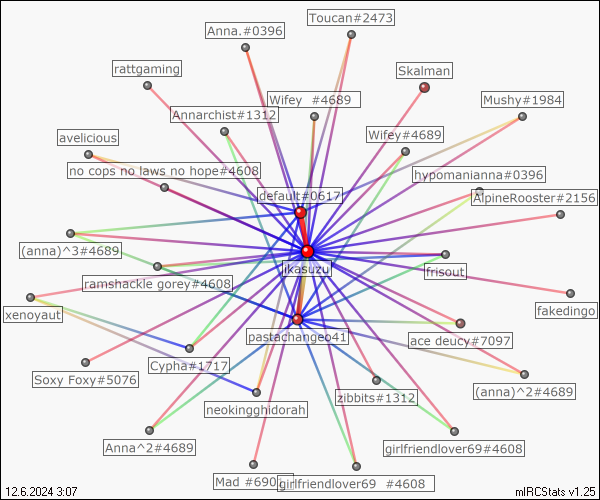 Toucan#2473
Anna.#0396
rattgaming
Skalman
Wifey #4689
Mushy#1984
Annarchist#1312
avelicious
Wifey#4689
no cops no laws no hope#4608
hypomanianna#0396
default#0617
AlpineRooster#2156
(anna)^3#4689
ikasuzu
frisout
ramshackle gorey#4608
fakedingo
xenoyaut
pastachangeo41
ace deucy#7097
Cypha#1717
Soxy Foxy#5076
(anna)^2#4689
zibbits#1312
neokingghidorah
Anna^2#4689
girlfriendlover69#4608
Mad
girlfriendlover69 #4608
12.6.2024 3:07
mIRCStats v1.25